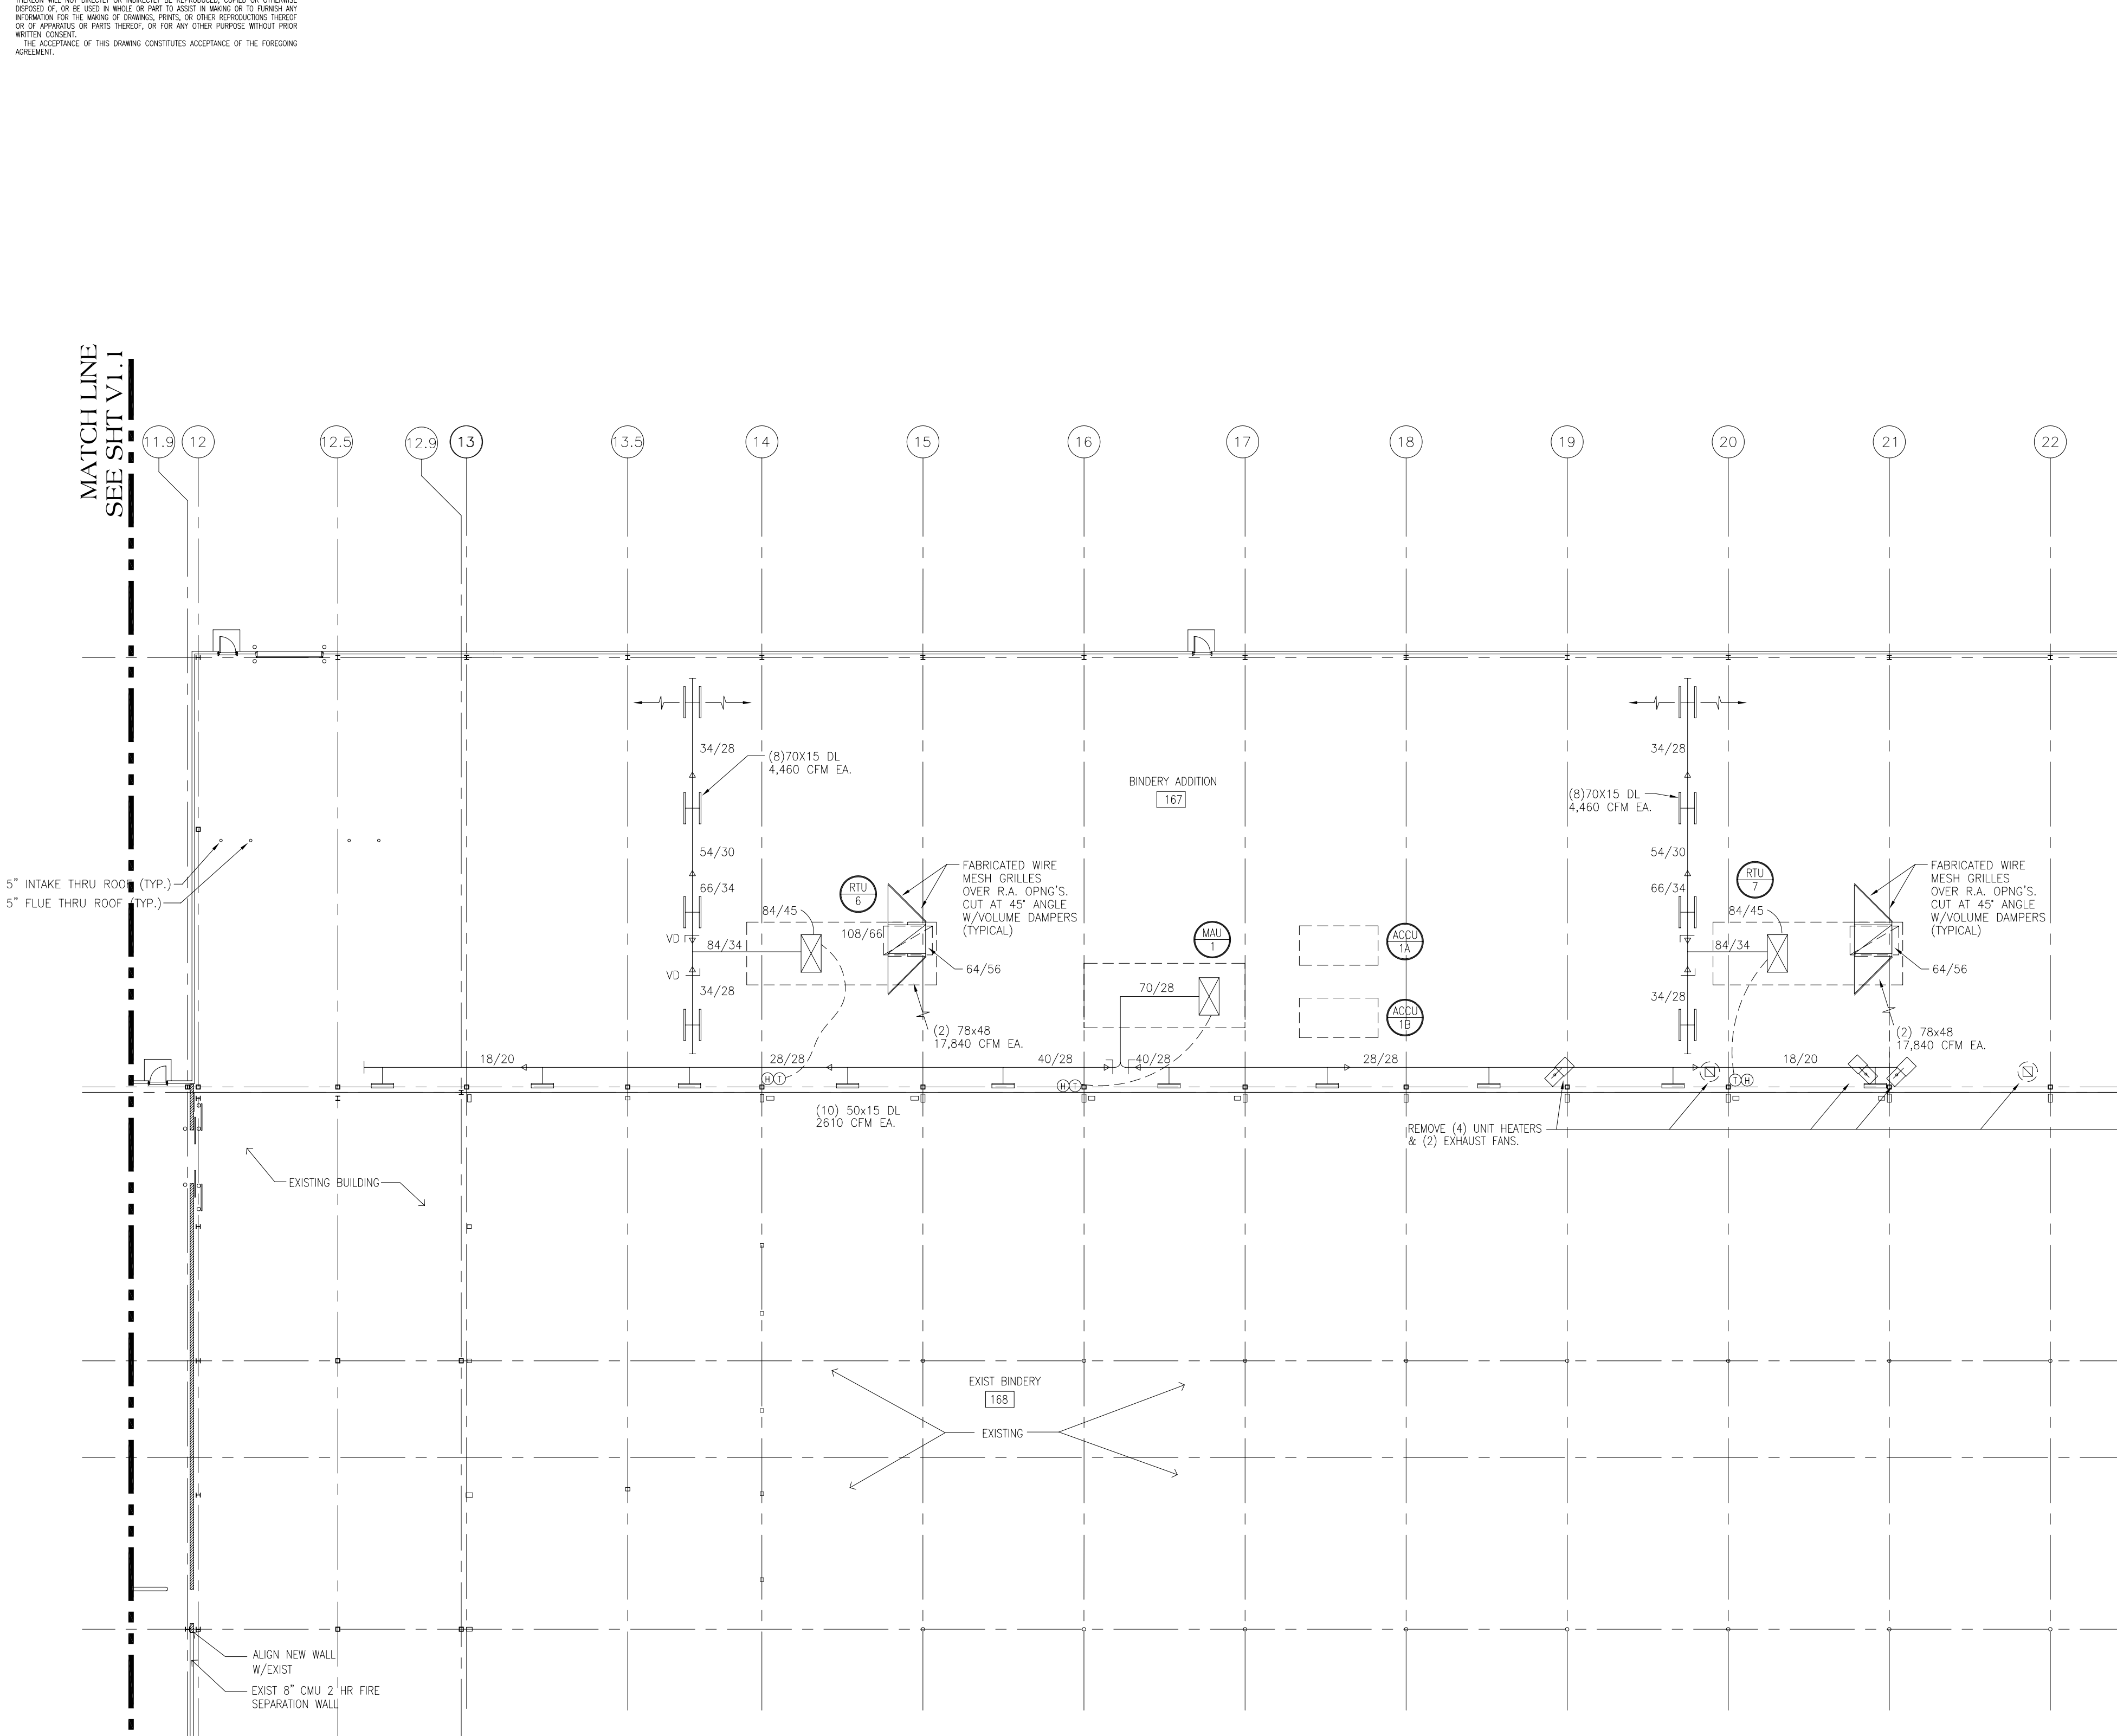 THEREON WILL NOT DIRECTLY OR INDIRECTLY BE REPRODUCED, COPIED OR OTHERWISE
DISPOSED OF, OR BE USED IN WHOLE OR PART TO ASSIST IN MAKING OR TO FURNISH ANY
INFORMATION FOR THE MAKING OF DRAWINGS, PRINTS, OR OTHER REPRODUCTIONS THEREOF
OR OF APPARATUS OR PARTS THEREOF, OR FOR ANY OTHER PURPOSE WITHOUT PRIOR
WRITTEN CONSENT.
THE ACCEPTANCE OF THIS DRAWING CONSTITUTES ACCEPTANCE OF THE FOREGOING
AGREEMENT.
MATCH LINE
SEE SHT V1.1
11.9
12
12.5
12.9
13
13.5
14
15
16
17
18
19
20
21
22
34/28
(8)70X15 DL
4,460 CFM EA.
BINDERY ADDITION
167
34/28
(8)70X15 DL
4,460 CFM EA.
5" INTAKE THRU ROOF (TYP.)
5" FLUE THRU ROOF (TYP.)
54/30
66/34
84/45
RTU
6
108/66
VD
84/34
VD
34/28
FABRICATED WIRE
MESH GRILLES
OVER R.A. OPNG'S.
CUT AT 45° ANGLE
W/VOLUME DAMPERS
(TYPICAL)
64/56
(2) 78x48
17,840 CFM EA.
MAU
1
70/28
ACCU
1A
ACCU
1B
54/30
66/34
RTU
7
84/45
84/34
34/28
FABRICATED WIRE
MESH GRILLES
OVER R.A. OPNG'S.
CUT AT 45° ANGLE
W/VOLUME DAMPERS
(TYPICAL)
64/56
(2) 78x48
17,840 CFM EA.
18/20
28/28
40/28
40/28
28/28
18/20
H
T
H
T
T
H
(10) 50x15 DL
2610 CFM EA.
REMOVE (4) UNIT HEATERS
& (2) EXHAUST FANS.
EXISTING BUILDING
EXIST BINDERY
168
EXISTING
ALIGN NEW WALL
W/EXIST
EXIST 8" CMU 2 HR FIRE
SEPARATION WALL